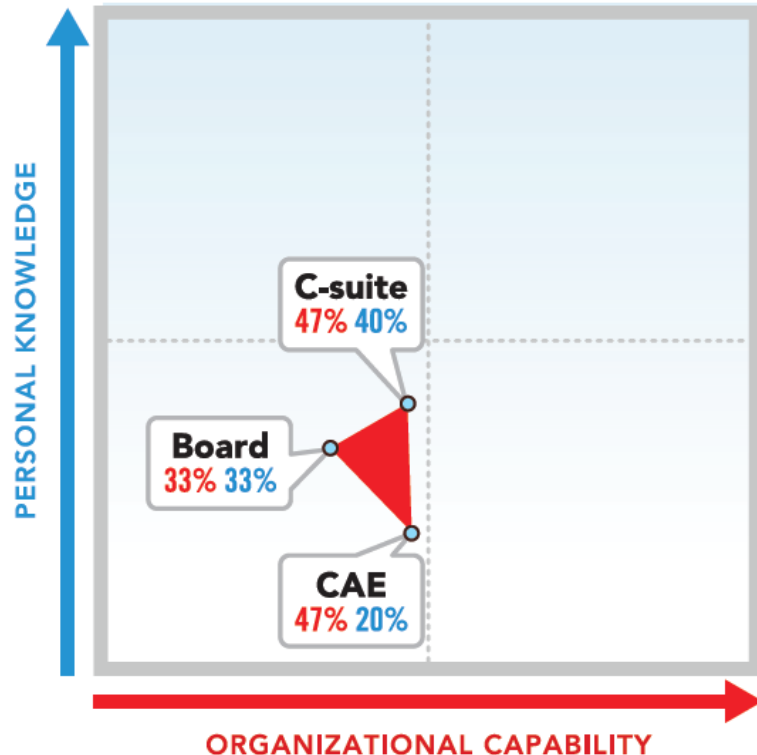 PERSONAL KNOWLEDGE
C-suite
47% 40%
Board
33% 33%
CAE
47% 20%
ORGANIZATIONAL CAPABILITY